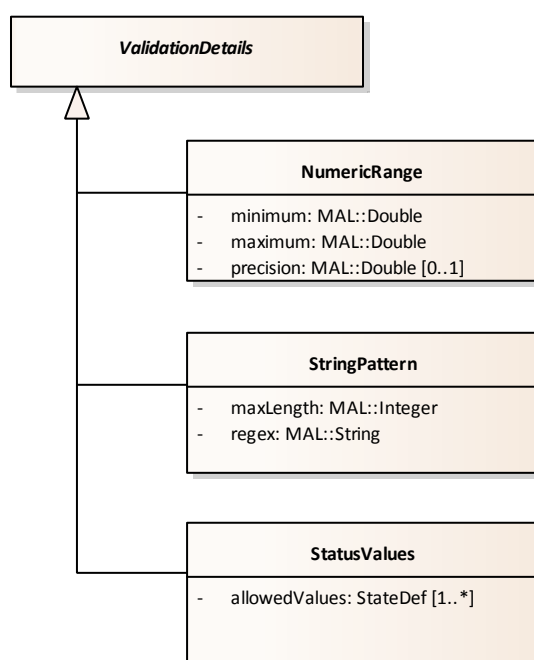 ValidationDetails
NumericRange
- minimum: MAL::Double
- maximum: MAL::Double
- precision: MAL::Double [0..1]
StringPattern
- maxLength: MAL::Integer
- regex: MAL::String
StatusValues
- allowedValues: StateDef [1..*]